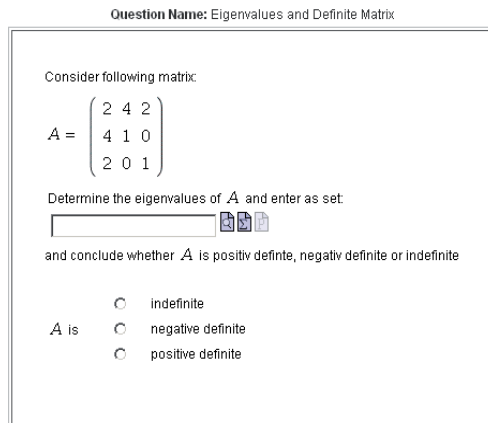 Question Name: Eigenvalues and Definite Matrix
Consider following matrix:
2 4 2
A = 4 1 0
2 0 1
Determine the eigenvalues of A and enter as set:
and conclude whether A is positiv definte, negativ definite or indefinite
indefinite
A is negative definite
positive definite